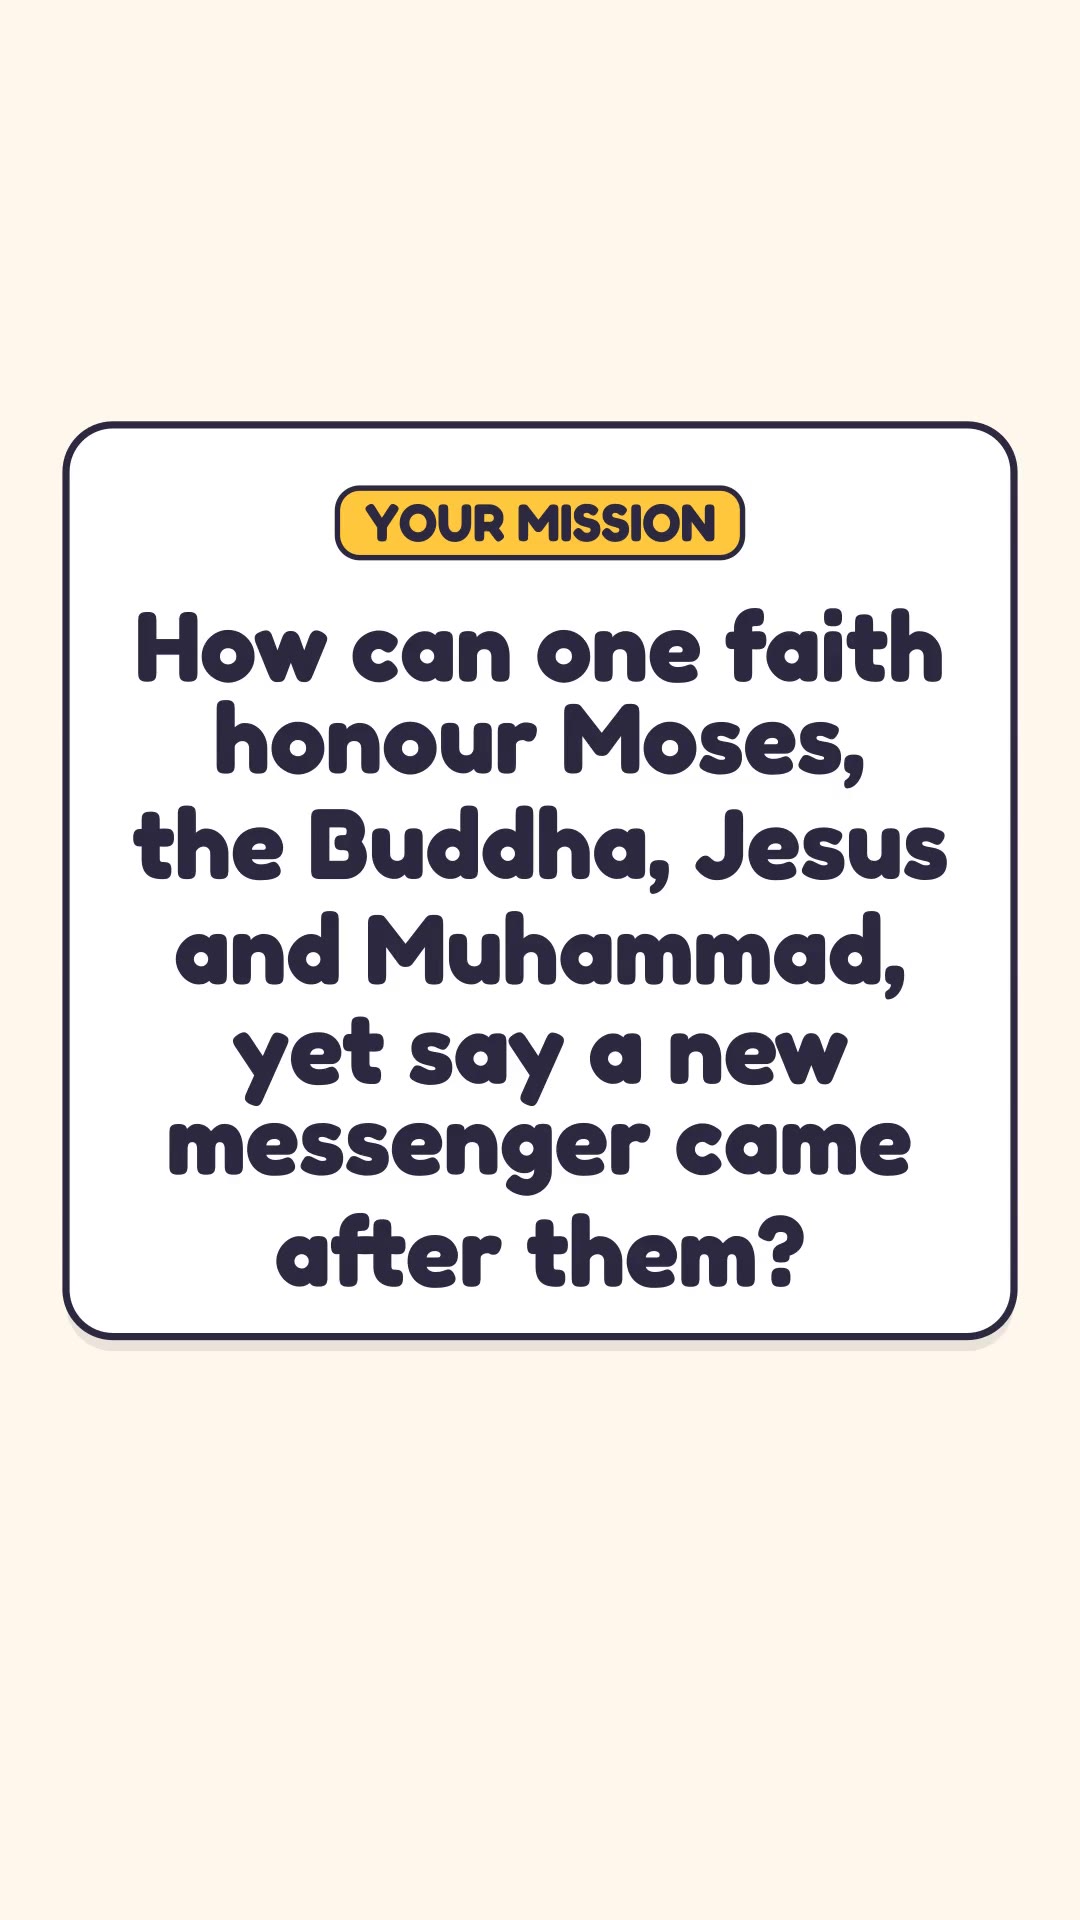 YOUR MISSION
How can one faith
honour Moses,
the Buddha, Jesus
and Muhammad,
yet say a new
messenger came
after them?